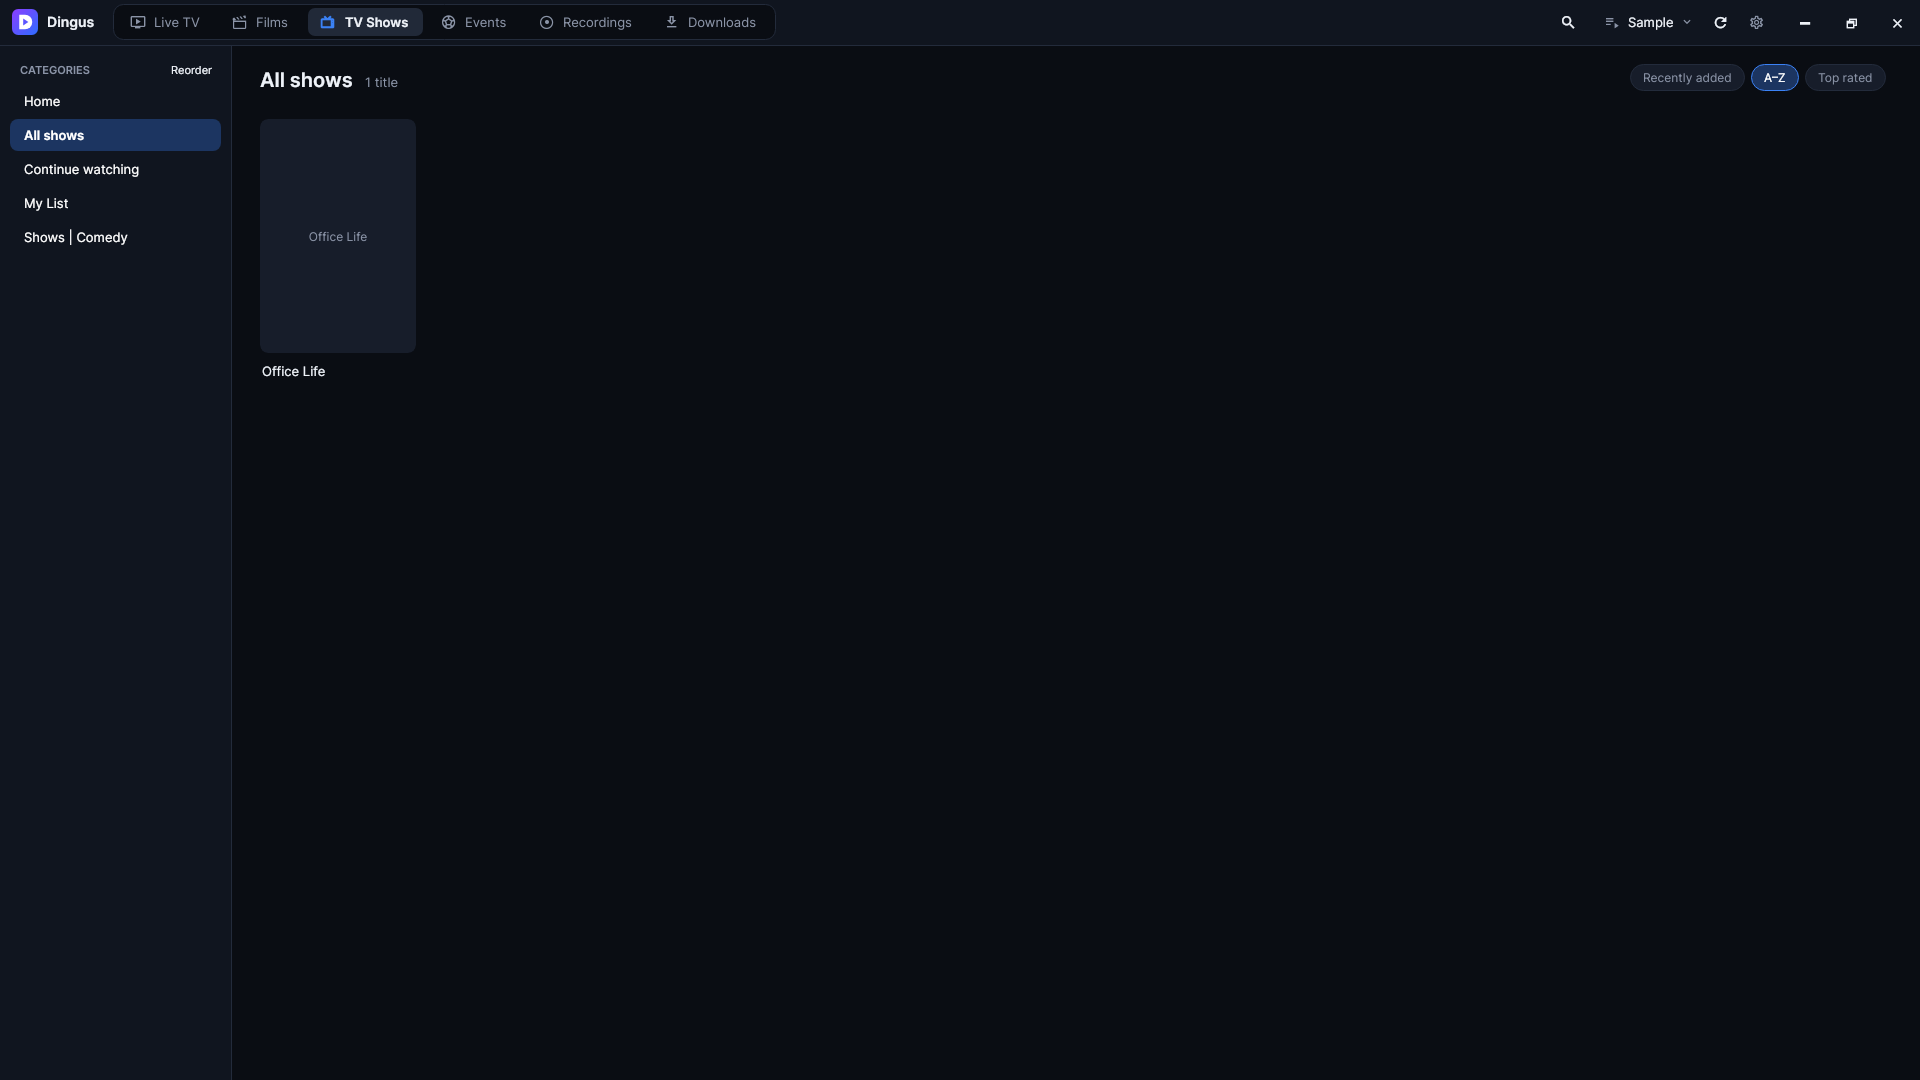 Dingus
Live TV
Films
TV Shows
Events
Recordings
Downloads
Sample
CATEGORIES
Reorder
Home
All shows
Continue watching
My List
Shows | Comedy
All shows
1 title
Recently added
A–Z
Top rated
Office Life
Office Life